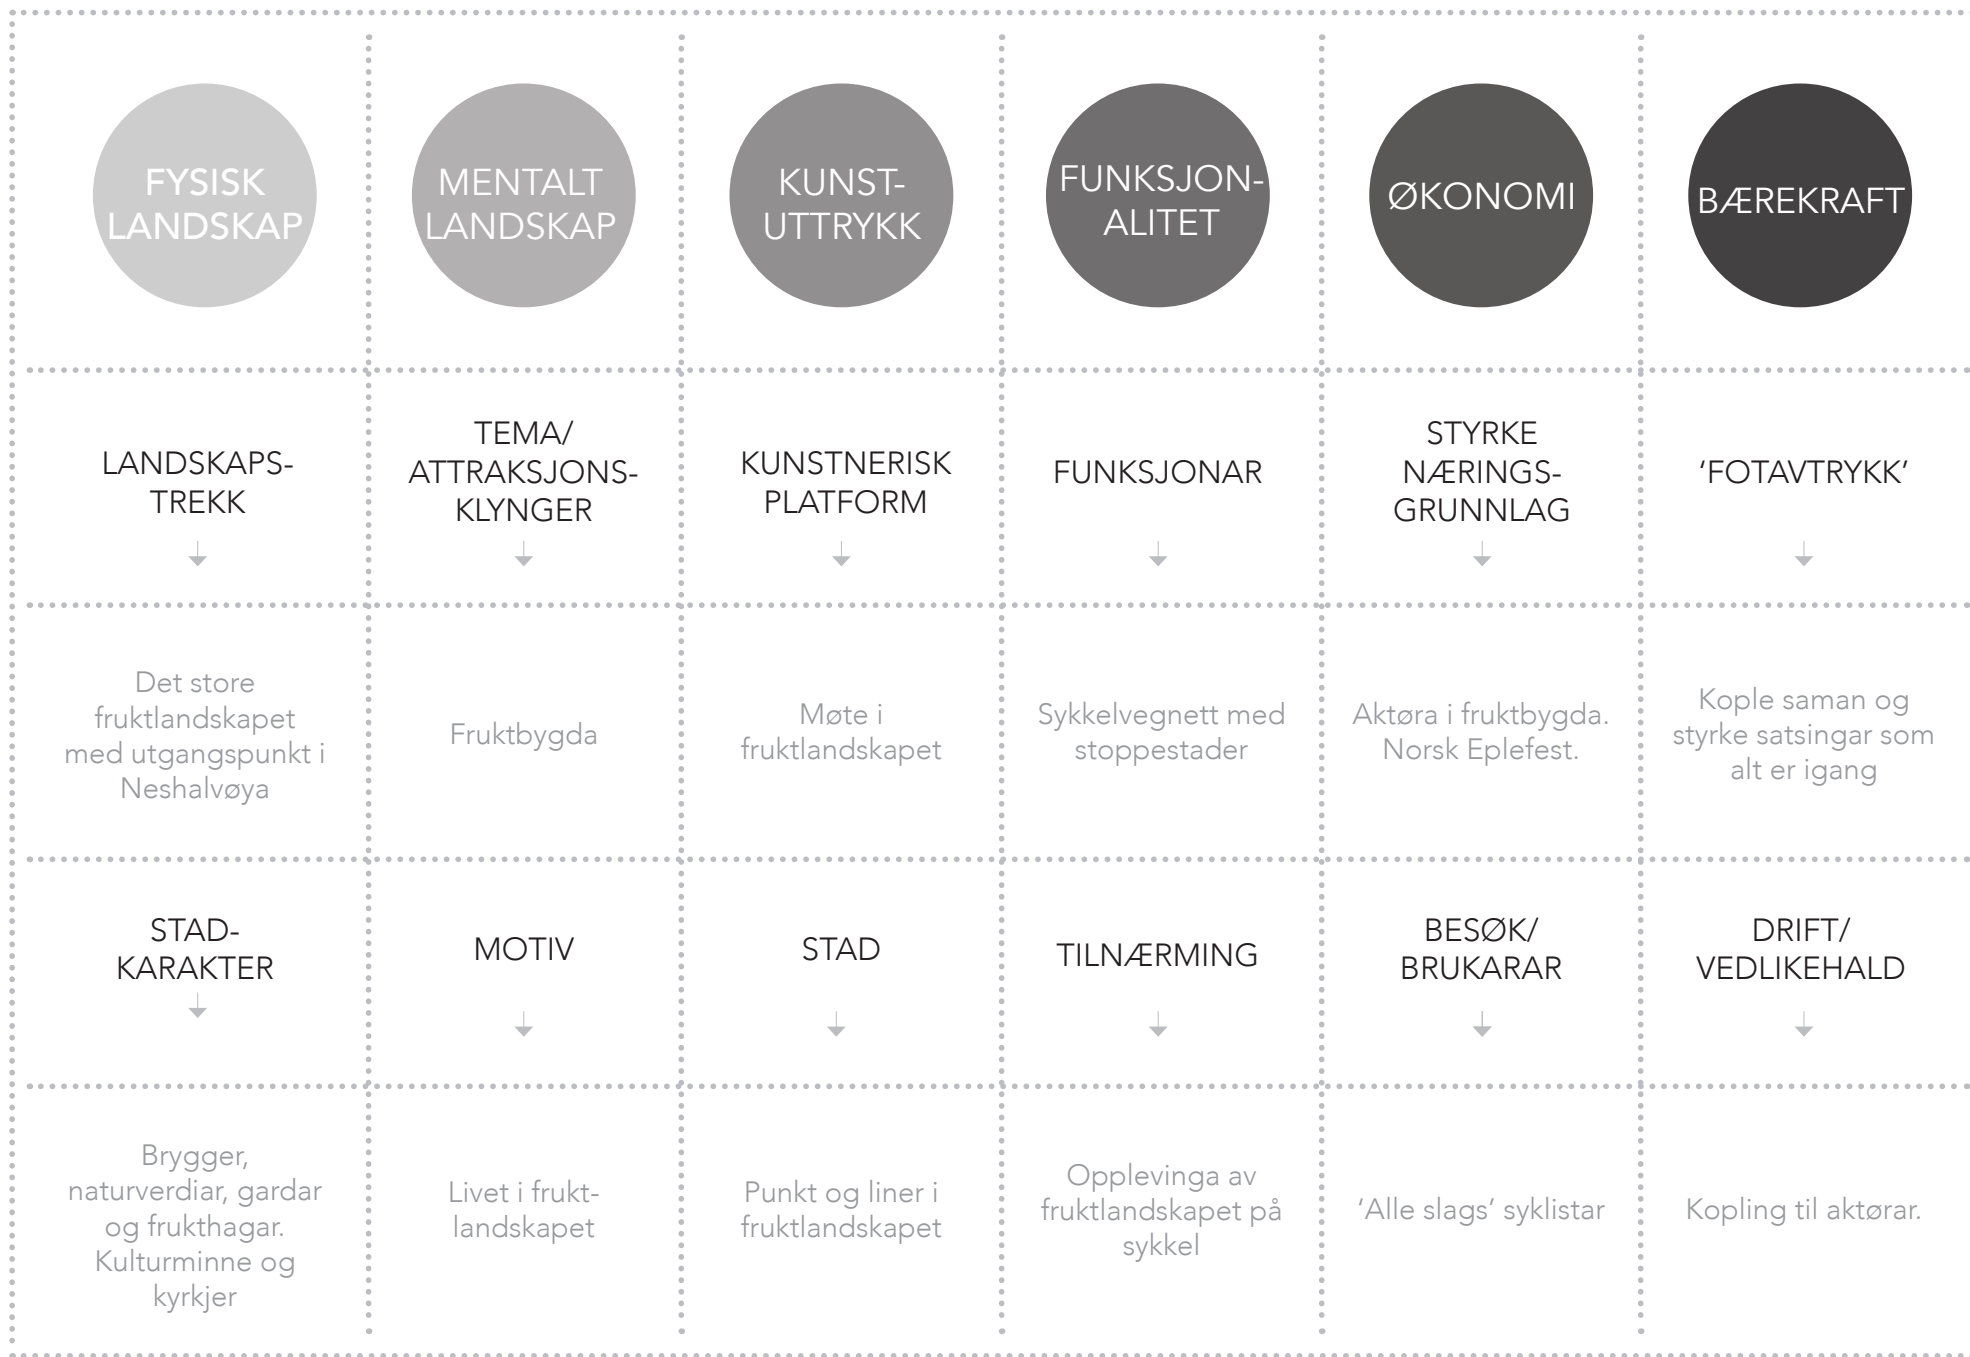 FYSISK
LANDSKAP
MENTALT
LANDSKAP
KUNST-
UTTRYKK
FUNKSJON-
ALITET
ØKONOMI
BÆREKRAFT
LANDSKAPS-
TREKK
TEMA/
ATTRAKSJONS-
KLYNGER
KUNSTNERISK
PLATFORM
FUNKSJONAR
STYRKE
NÆRINGS-
GRUNNLAG
‘FOTAVTRYKK’
Det store
fruktlandskapet
med utgangspunkt i
Neshalvøya
Fruktbygda
Møte i
fruktlandskapet
Sykkelvegnett med
stoppestader
Aktøra i fruktbygda.
Norsk Eplefest.
Kople saman og
styrke satsingar som
alt er igang
STAD-
KARAKTER
MOTIV
STAD
TILNÆRMING
BESØK/
BRUKARAR
DRIFT/
VEDLIKEHALD
Brygger,
naturverdiar, gardar
og frukthagar.
Kulturminne og
kyrkjer
Livet i frukt-
landskapet
Punkt og liner i
fruktlandskapet
Opplevinga av
fruktlandskapet på
sykkel
‘Alle slags’ syklistar
Kopling til aktørar.